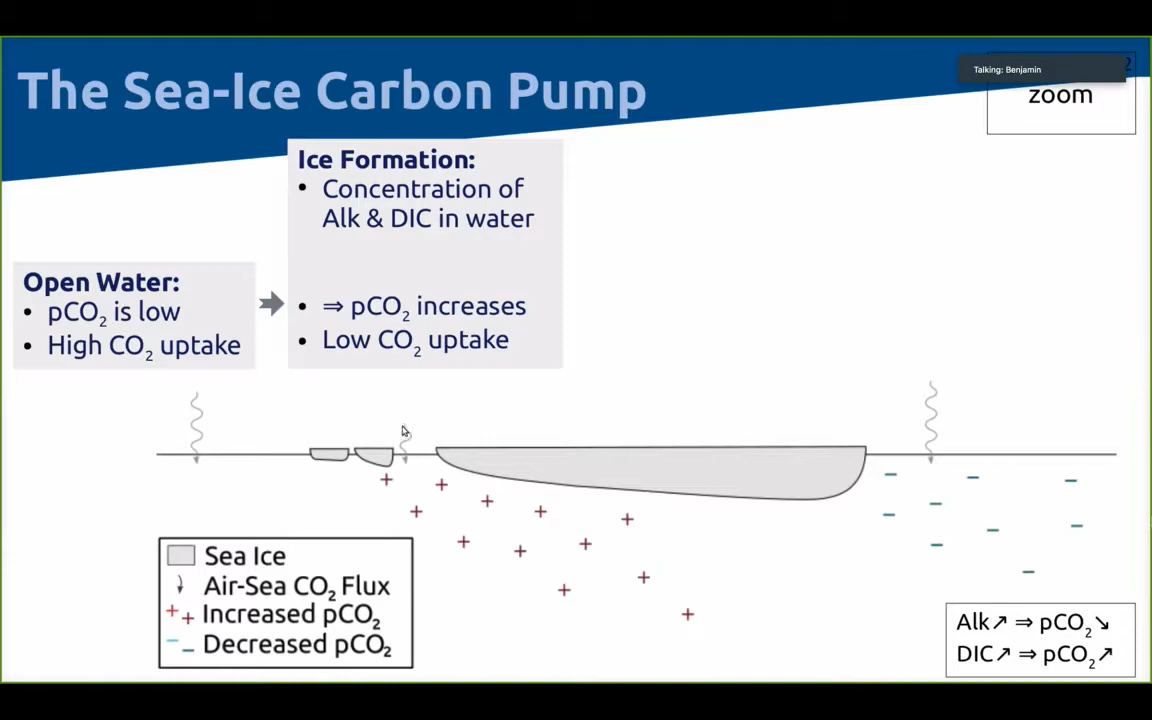 The Sea-Ice Carbon Pump
Talking: Benjamin
2
zoom
Ice Formation:
• Concentration of
Alk & DIC in water
• ⇒ pCO₂ increases
• Low CO₂ uptake
Open Water:
• pCO₂ is low
• High CO₂ uptake
Sea Ice
Air-Sea CO₂ Flux
Increased pCO₂
Decreased pCO₂
Alk↗ ⇒ pCO₂↘
DIC↗ ⇒ pCO₂↗